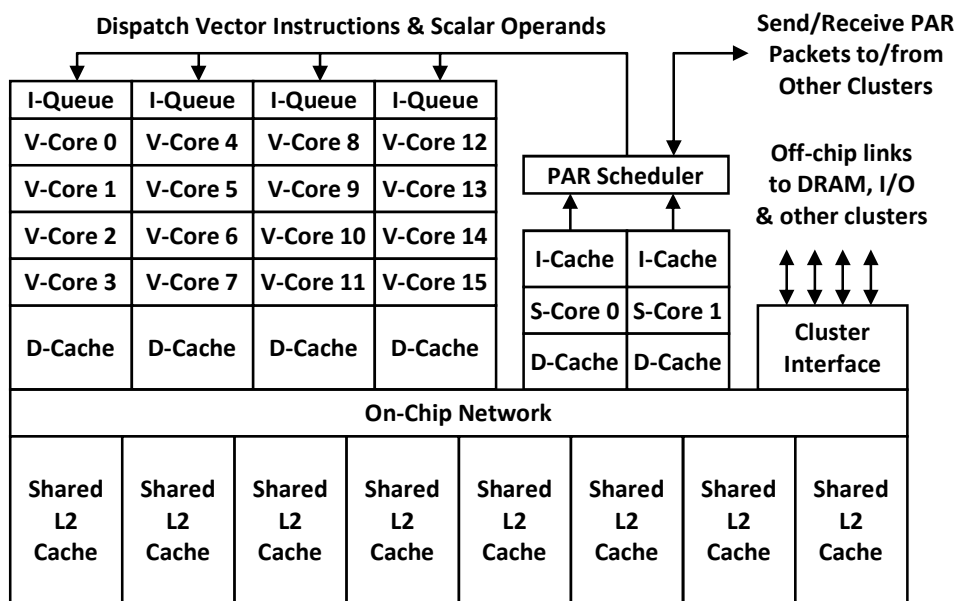 Dispatch Vector Instructions & Scalar Operands
Send/Receive PAR
Packets to/from
Other Clusters
I-Queue I-Queue I-Queue I-Queue
V-Core 0 V-Core 4 V-Core 8 V-Core 12
V-Core 1 V-Core 5 V-Core 9 V-Core 13
V-Core 2 V-Core 6 V-Core 10 V-Core 14
V-Core 3 V-Core 7 V-Core 11 V-Core 15
D-Cache D-Cache D-Cache D-Cache
PAR Scheduler
I-Cache I-Cache
S-Core 0 S-Core 1
D-Cache D-Cache
Off-chip links
to DRAM, I/O
& other clusters
Cluster
Interface
On-Chip Network
Shared Shared Shared Shared Shared Shared Shared Shared
L2 L2 L2 L2 L2 L2 L2 L2
Cache Cache Cache Cache Cache Cache Cache Cache